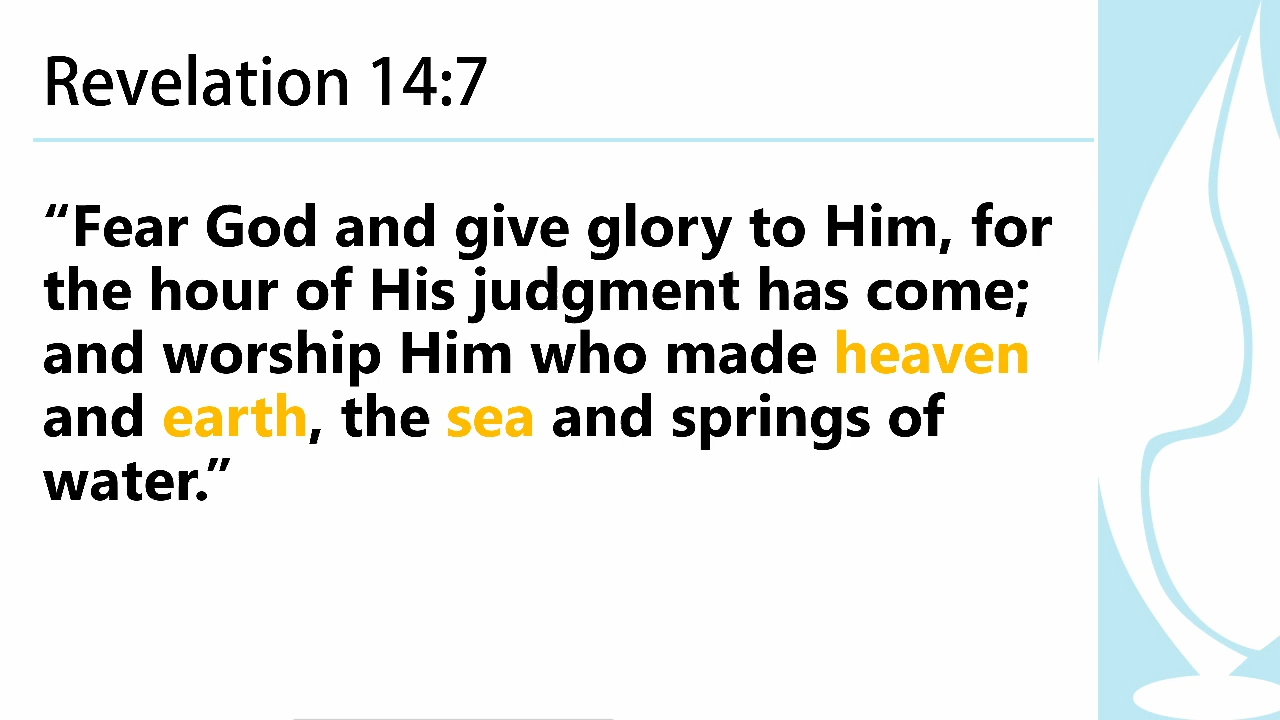 Revelation 14:7
“Fear God and give glory to Him, for
the hour of His judgment has come;
and worship Him who made heaven
and earth, the sea and springs of
water.”